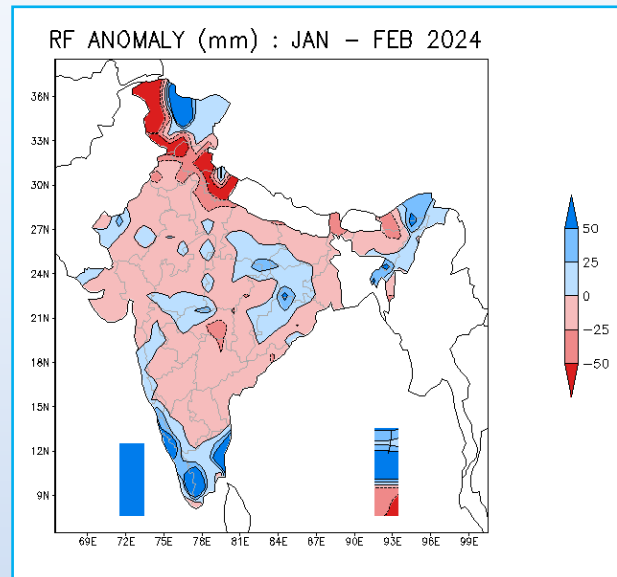 RF ANOMALY (mm) : JAN – FEB 2024
36N
33N
30N
27N
24N
21N
18N
15N
12N
9N
69E 72E 75E 78E 81E 84E 87E 90E 93E 96E 99E
50
25
0
−25
−50